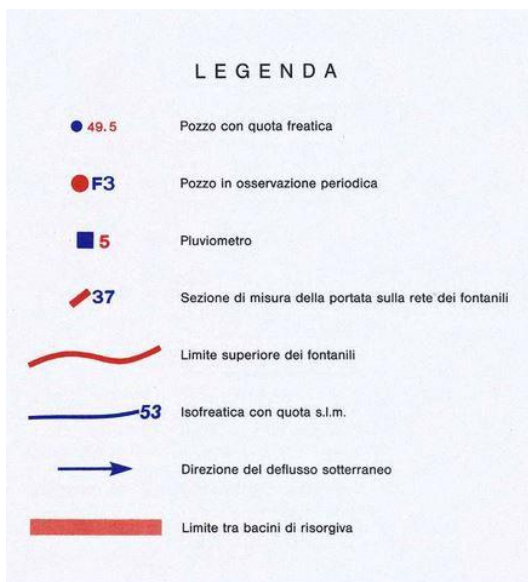 LEGENDA
49.5 Pozzo con quota freatica
F3 Pozzo in osservazione periodica
5 Pluviometro
37 Sezione di misura della portata sulla rete dei fontanili
Limite superiore dei fontanili
53 Isofreatica con quota s.l.m.
Direzione del deflusso sotterraneo
Limite tra bacini di risorgiva